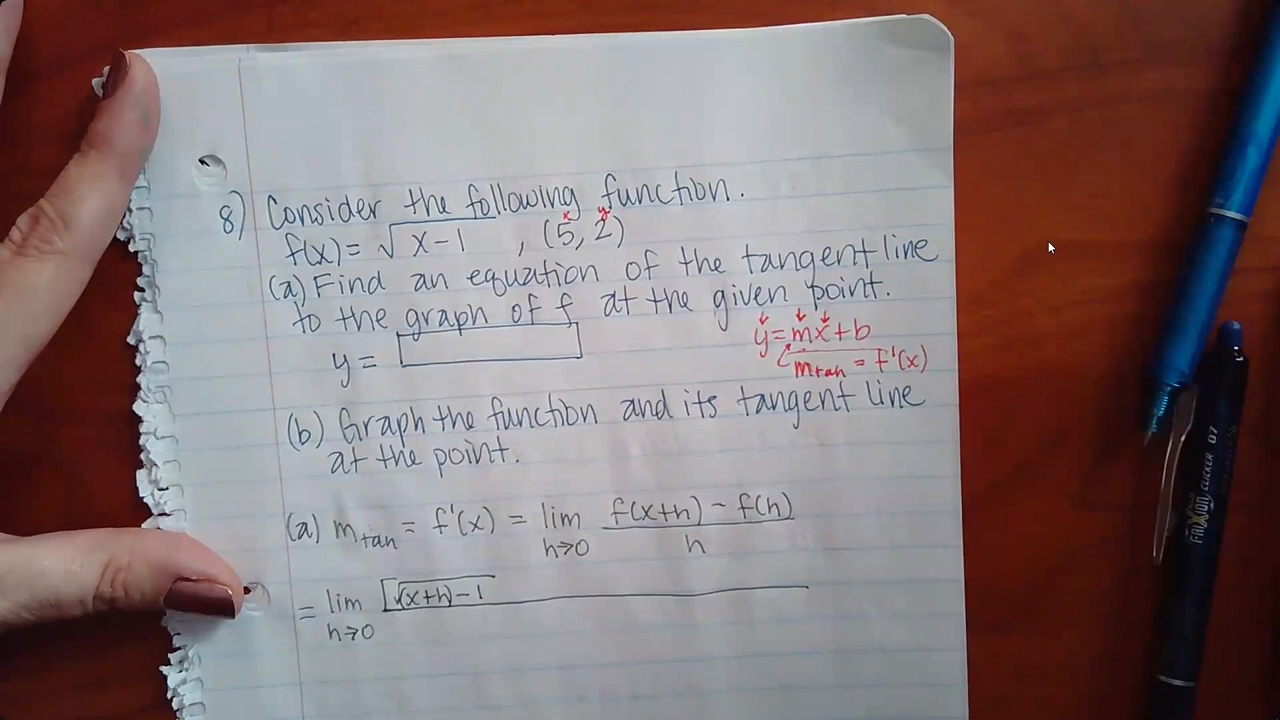 8) Consider the following function.
f(x) = √x-1 , (5, 2)
x y
(a) Find an equation of the tangent line
to the graph of f at the given point.
y =
y = mx + b
m tan = f'(x)
(b) Graph the function and its tangent line
at the point.
(a) m tan = f'(x) = lim h→0 f(x+h) - f(h) / h
= lim h→0 [√(x+h)-1
FRIXION CLICKER 07